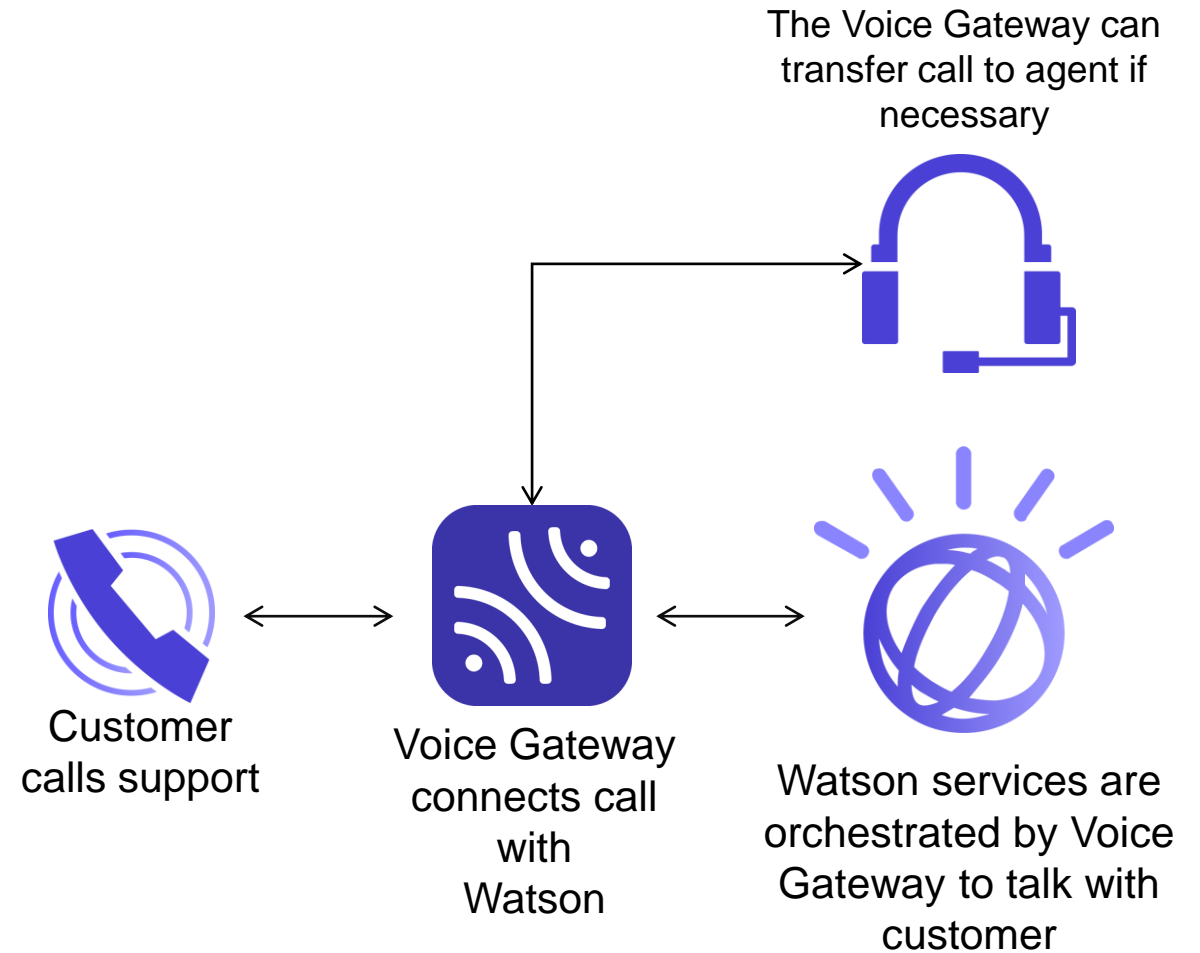 The Voice Gateway can
transfer call to agent if
necessary
Customer
calls support
Voice Gateway
connects call
with
Watson
Watson services are
orchestrated by Voice
Gateway to talk with
customer